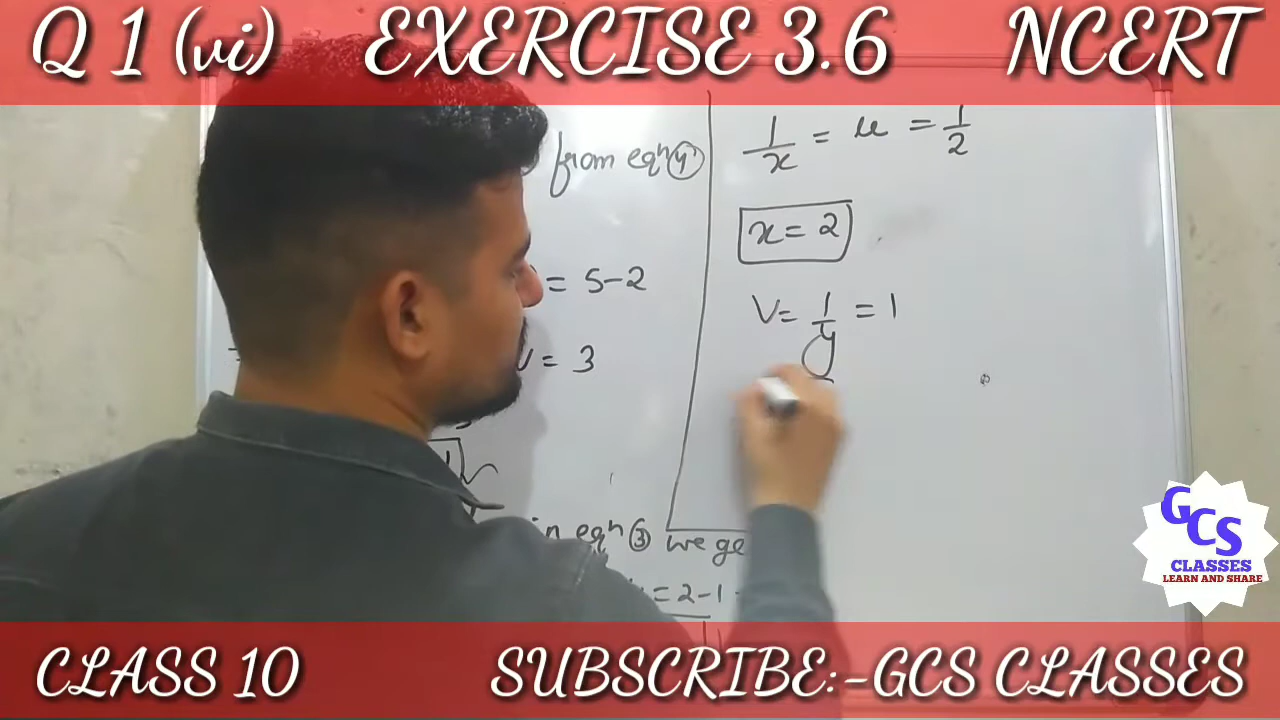 Q 1 (vi) EXERCISE 3.6 NCERT
from eqⁿ ④
= 5-2
v = 3
in eqⁿ ③ we ge
= 2-1
1/x = u = 1/2
x = 2
V = 1/y = 1
GCS
CLASSES
LEARN AND SHARE
CLASS 10 SUBSCRIBE:-GCS CLASSES